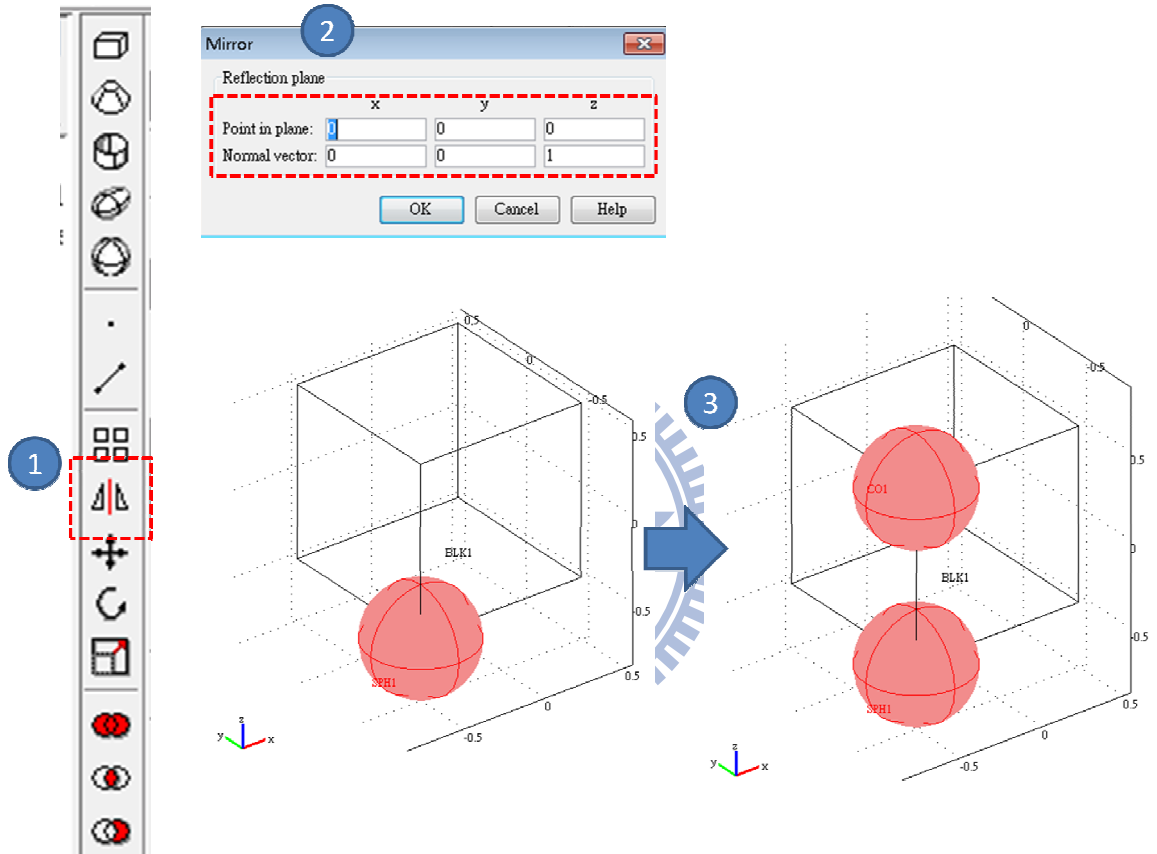 2
Mirror
Reflection plane
x y z
Point in plane: 0 0 0
Normal vector: 0 0 1
OK Cancel Help
1
0.5
0
-0.5
0.5
0
-0.5
BLK1
SPH1
0.5
0
-0.5
z
y
x
3
0
-0.5
0.5
CO1
0
BLK1
-0.5
SPH1
0.5
0
-0.5
z
y
x